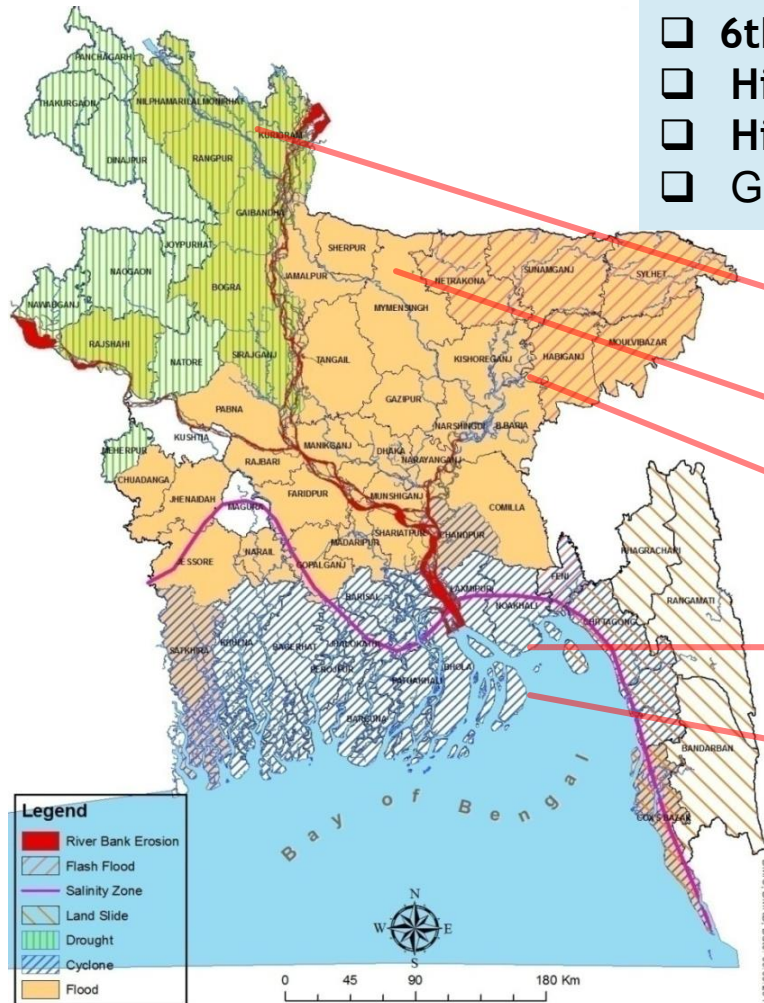 6th
Hi
Hi
G
PANCHAGARH
THAKURGAON
NILPHAMARI
LALMONIRHAT
KURIGRAM
DINAJPUR
RANGPUR
GAIBANDHA
JOYPURHAT
NAOGAON
BOGRA
NAWABGANJ
RAJSHAHI
NATORE
SIRAJGANJ
SHERPUR
JAMALPUR
NETRAKONA
SUNAMGANJ
SYLHET
MYMENSINGH
MOULVIBAZAR
HABIGANJ
KISHOREGANJ
TANGAIL
GAZIPUR
NARSHINGDI
B.BARIA
PABNA
KUSHTIA
MEHERPUR
MANIKGANJ
DHAKA
NARAYANGANJ
RAJBARI
CHUADANGA
JHENAIDAH
FARIDPUR
MUNSHIGANJ
COMILLA
MAGURA
SHARIATPUR
CHANDPUR
MADARIPUR
JESSORE
NARAIL
GOPALGANJ
KHAGRACHARI
FENI
RANGAMATI
LAXMIPUR
NOAKHALI
BARISAL
CHITTAGONG
SATKHIRA
KHULNA
BAGERHAT
JHALOKATHI
PEROJPUR
BHOLA
PATUAKHALI
BARGUNA
BANDARBAN
COX'S BAZAR
Bay of Bengal
Legend
River Bank Erosion
Flash Flood
Salinity Zone
Land Slide
Drought
Cyclone
Flood
N
W E
S
0 45 90 180 Km